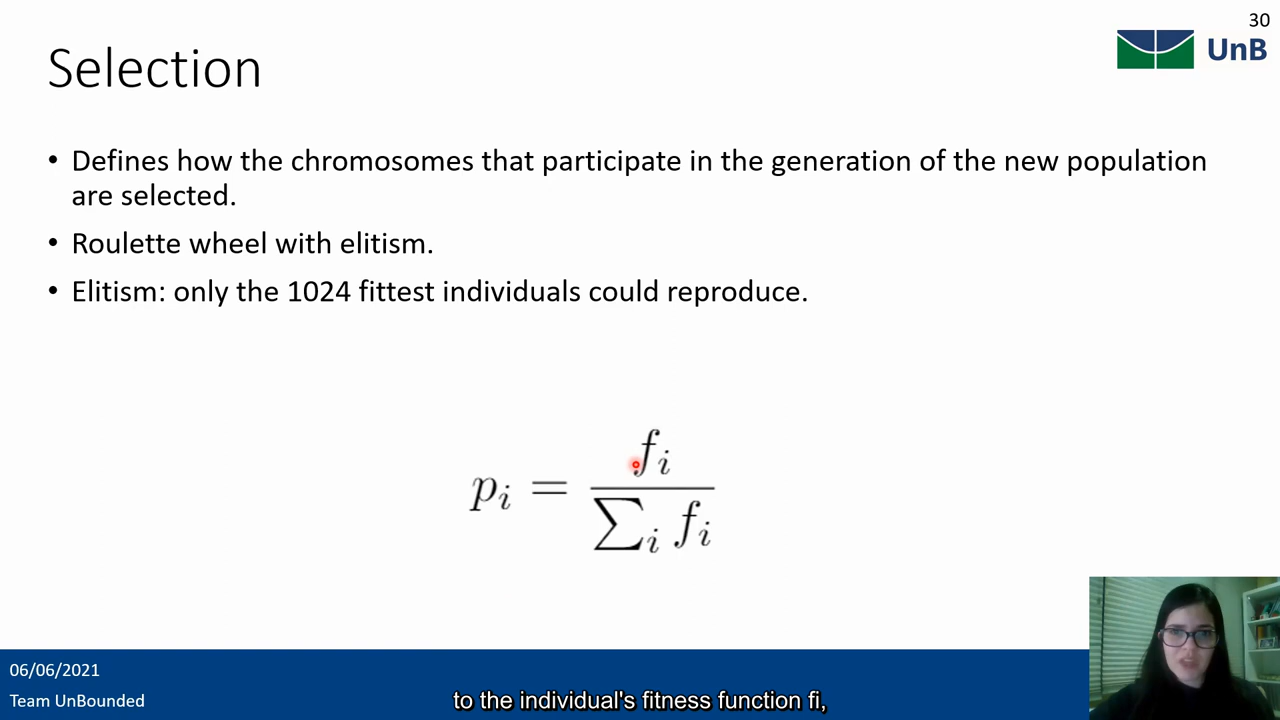 30
Selection
UnB
• Defines how the chromosomes that participate in the generation of the new population
are selected.
• Roulette wheel with elitism.
• Elitism: only the 1024 fittest individuals could reproduce.
p_i = f_i / ∑_i f_i
06/06/2021
Team UnBounded
to the individual's fitness function fi,